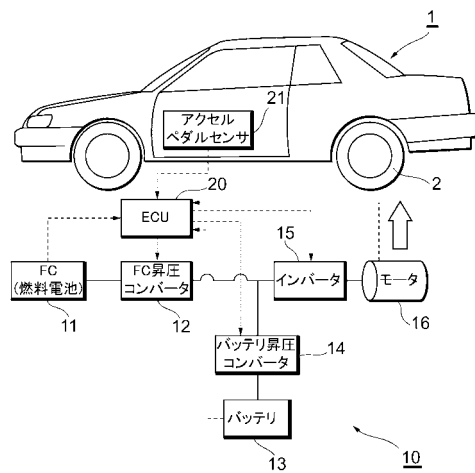 1
アクセル
ペダルセンサ
21
20
2
ECU
15
FC
(燃料電池)
FC昇圧
コンバータ
インバータ
モータ
11
12
16
バッテリ昇圧
コンバータ
14
バッテリ
13
10